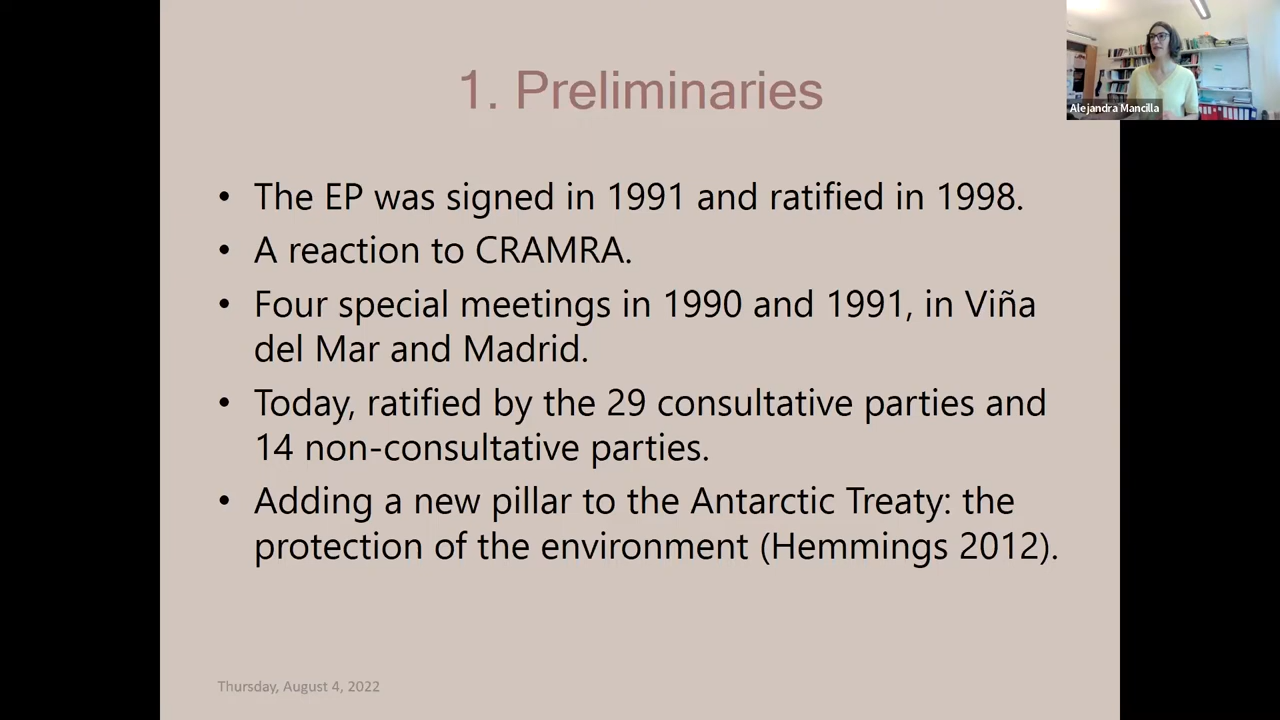 1. Preliminaries
Alejandra Mancilla
• The EP was signed in 1991 and ratified in 1998.
• A reaction to CRAMRA.
• Four special meetings in 1990 and 1991, in Viña
del Mar and Madrid.
• Today, ratified by the 29 consultative parties and
14 non-consultative parties.
• Adding a new pillar to the Antarctic Treaty: the
protection of the environment (Hemmings 2012).
Thursday, August 4, 2022